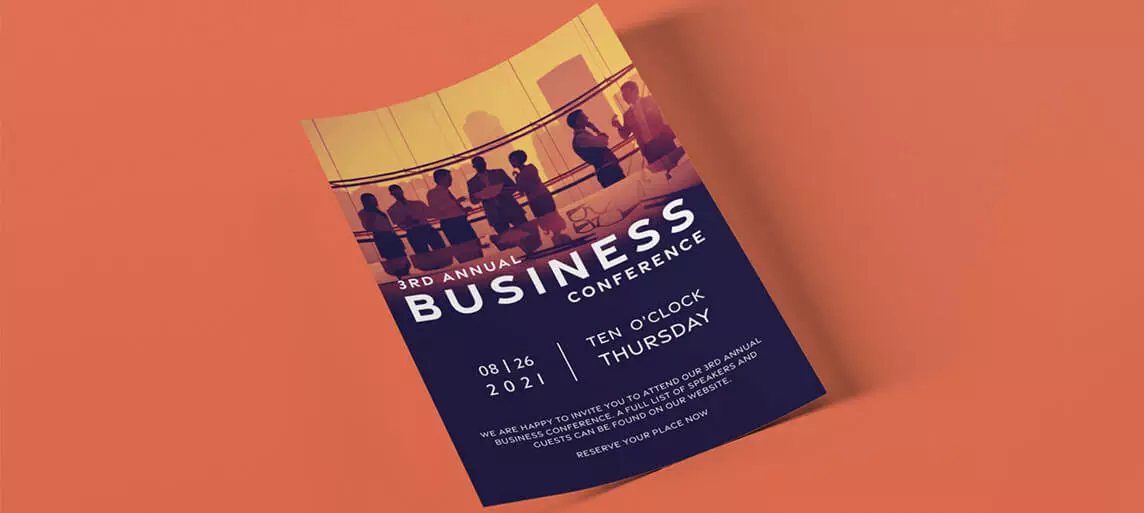 3RD ANNUAL
BUSINESS
CONFERENCE
08 | 26
2021
TEN O'CLOCK
THURSDAY
WE ARE HAPPY TO INVITE YOU TO ATTEND OUR 3RD ANNUAL
BUSINESS CONFERENCE. A FULL LIST OF SPEAKERS AND
GUESTS CAN BE FOUND ON OUR WEBSITE.
RESERVE YOUR PLACE NOW